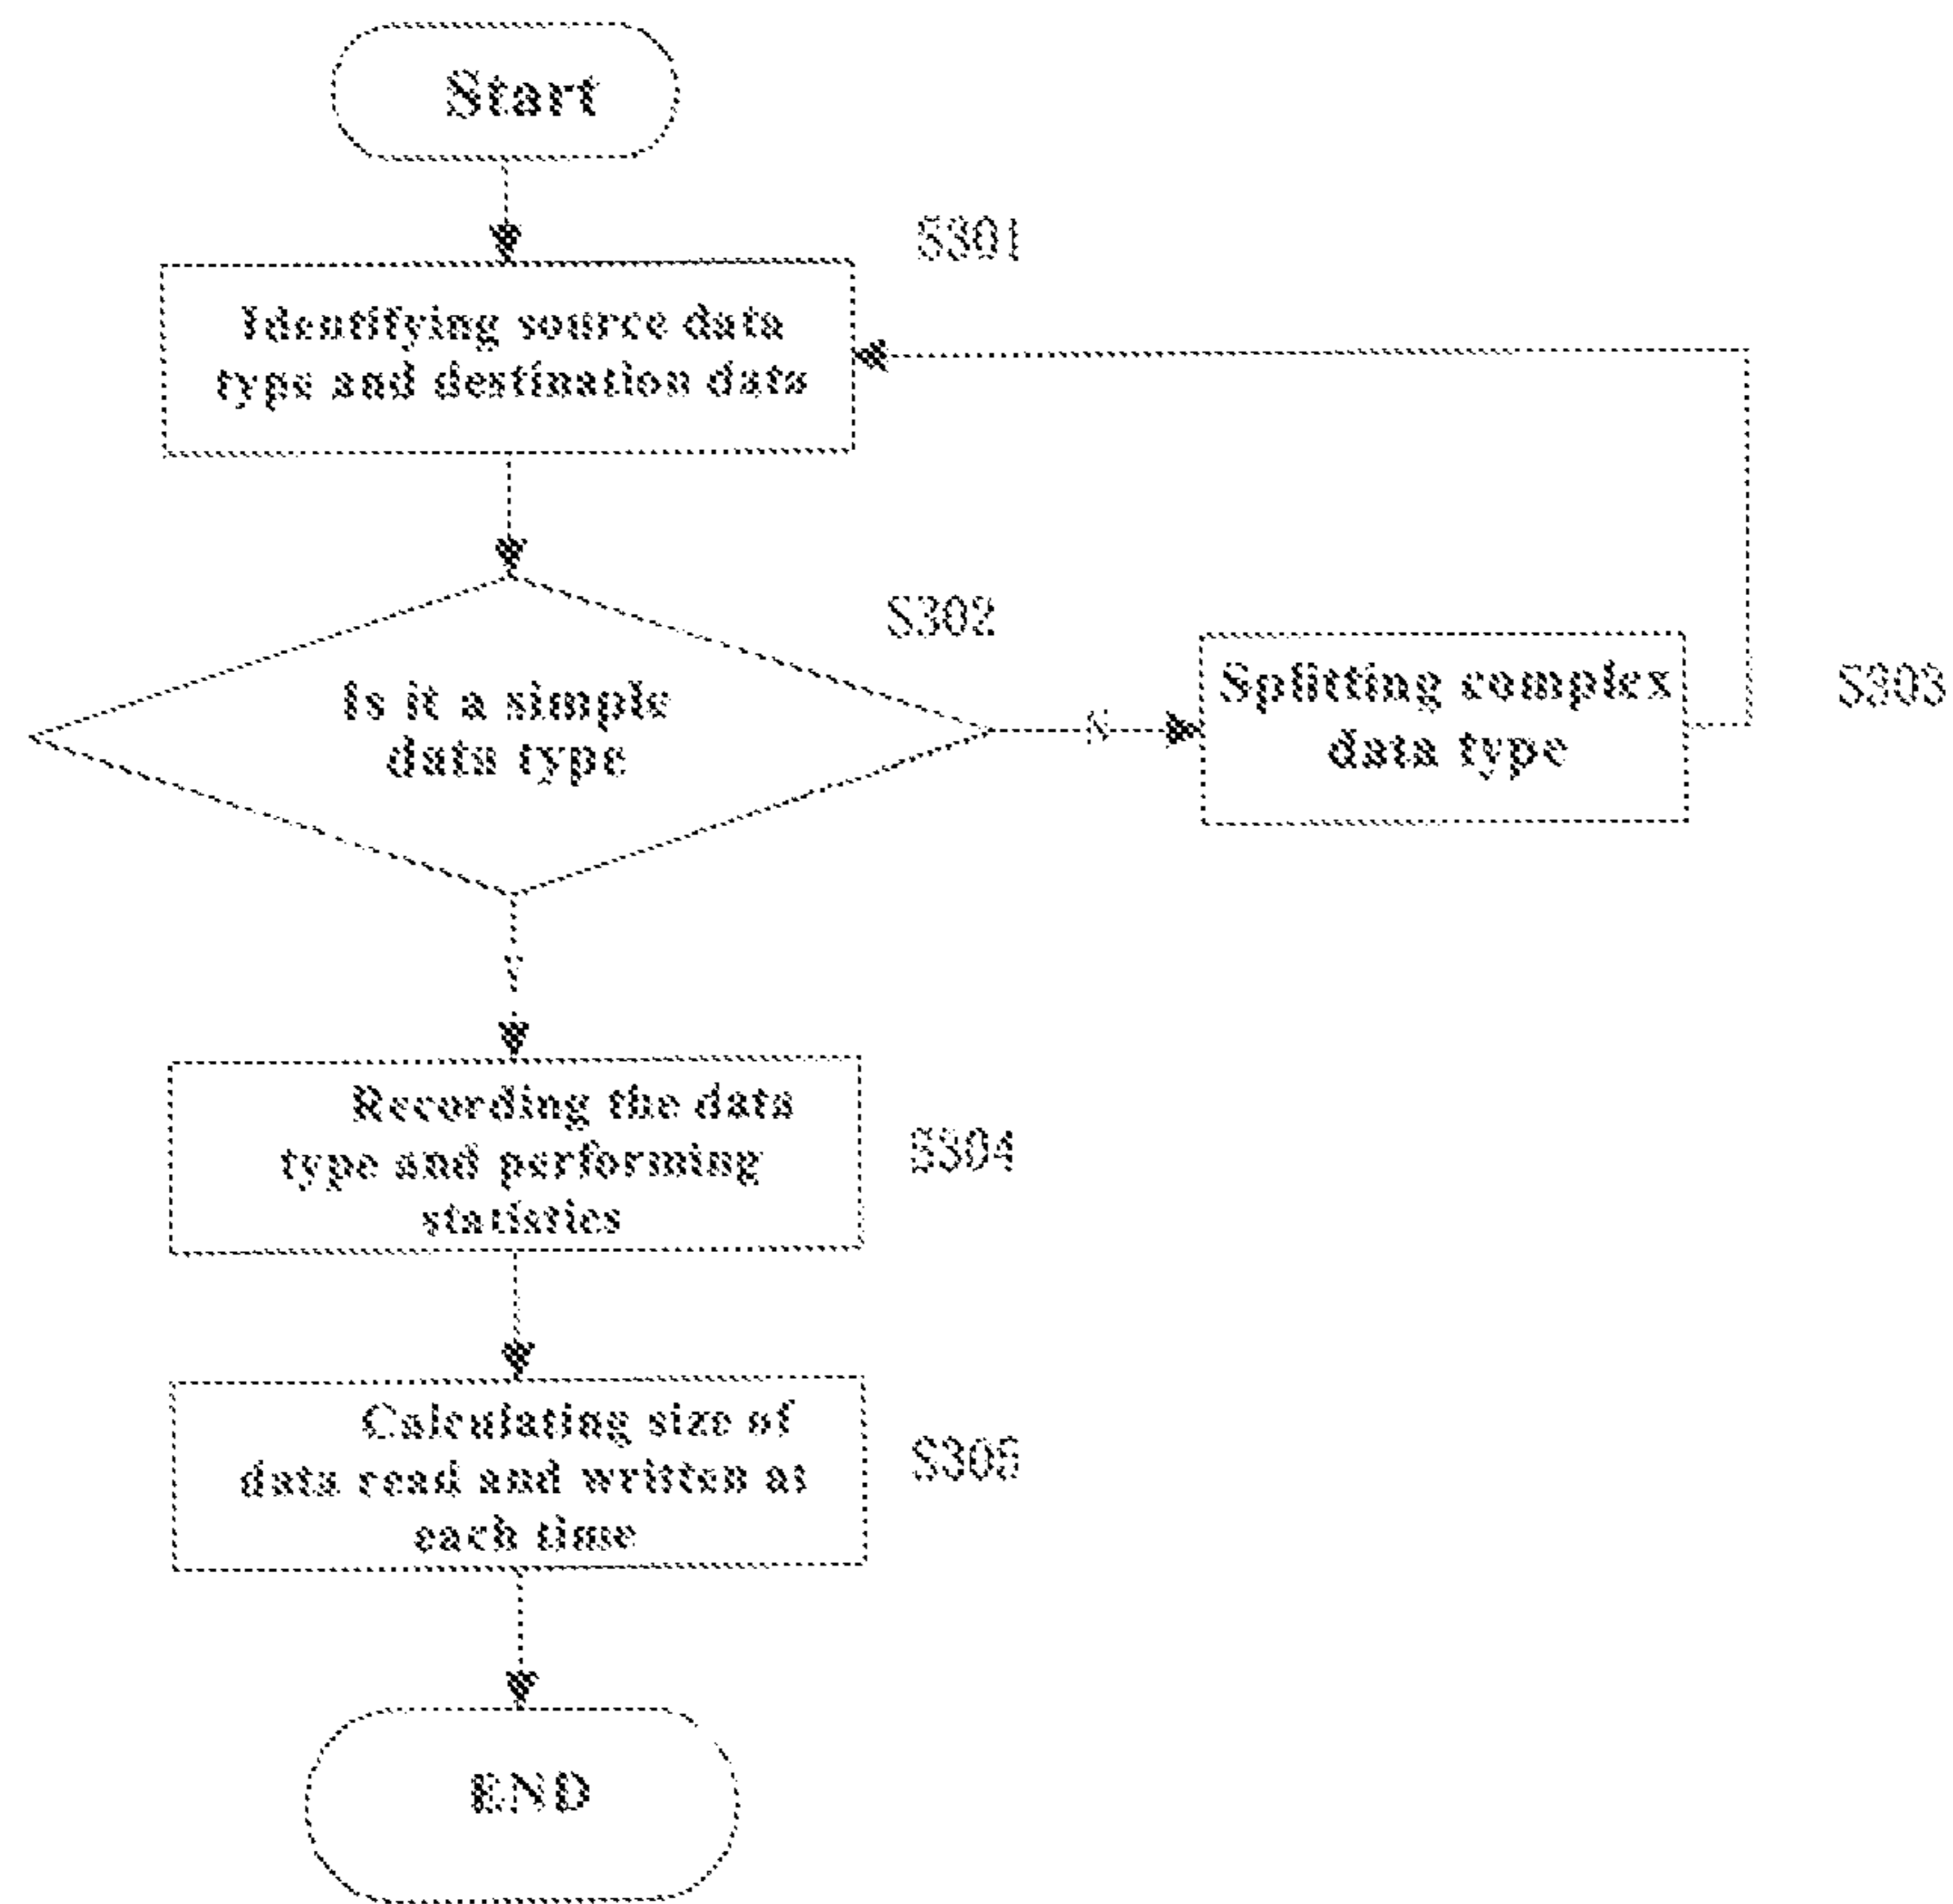 Start
S301
Identifying source data
type and destination data
S302
Is it a simple
data type
N
Splitting complex
data type
S303
Y
Recording the data
type and performing
statistics
S304
Calculating size of
data read and written as
each time
S305
END